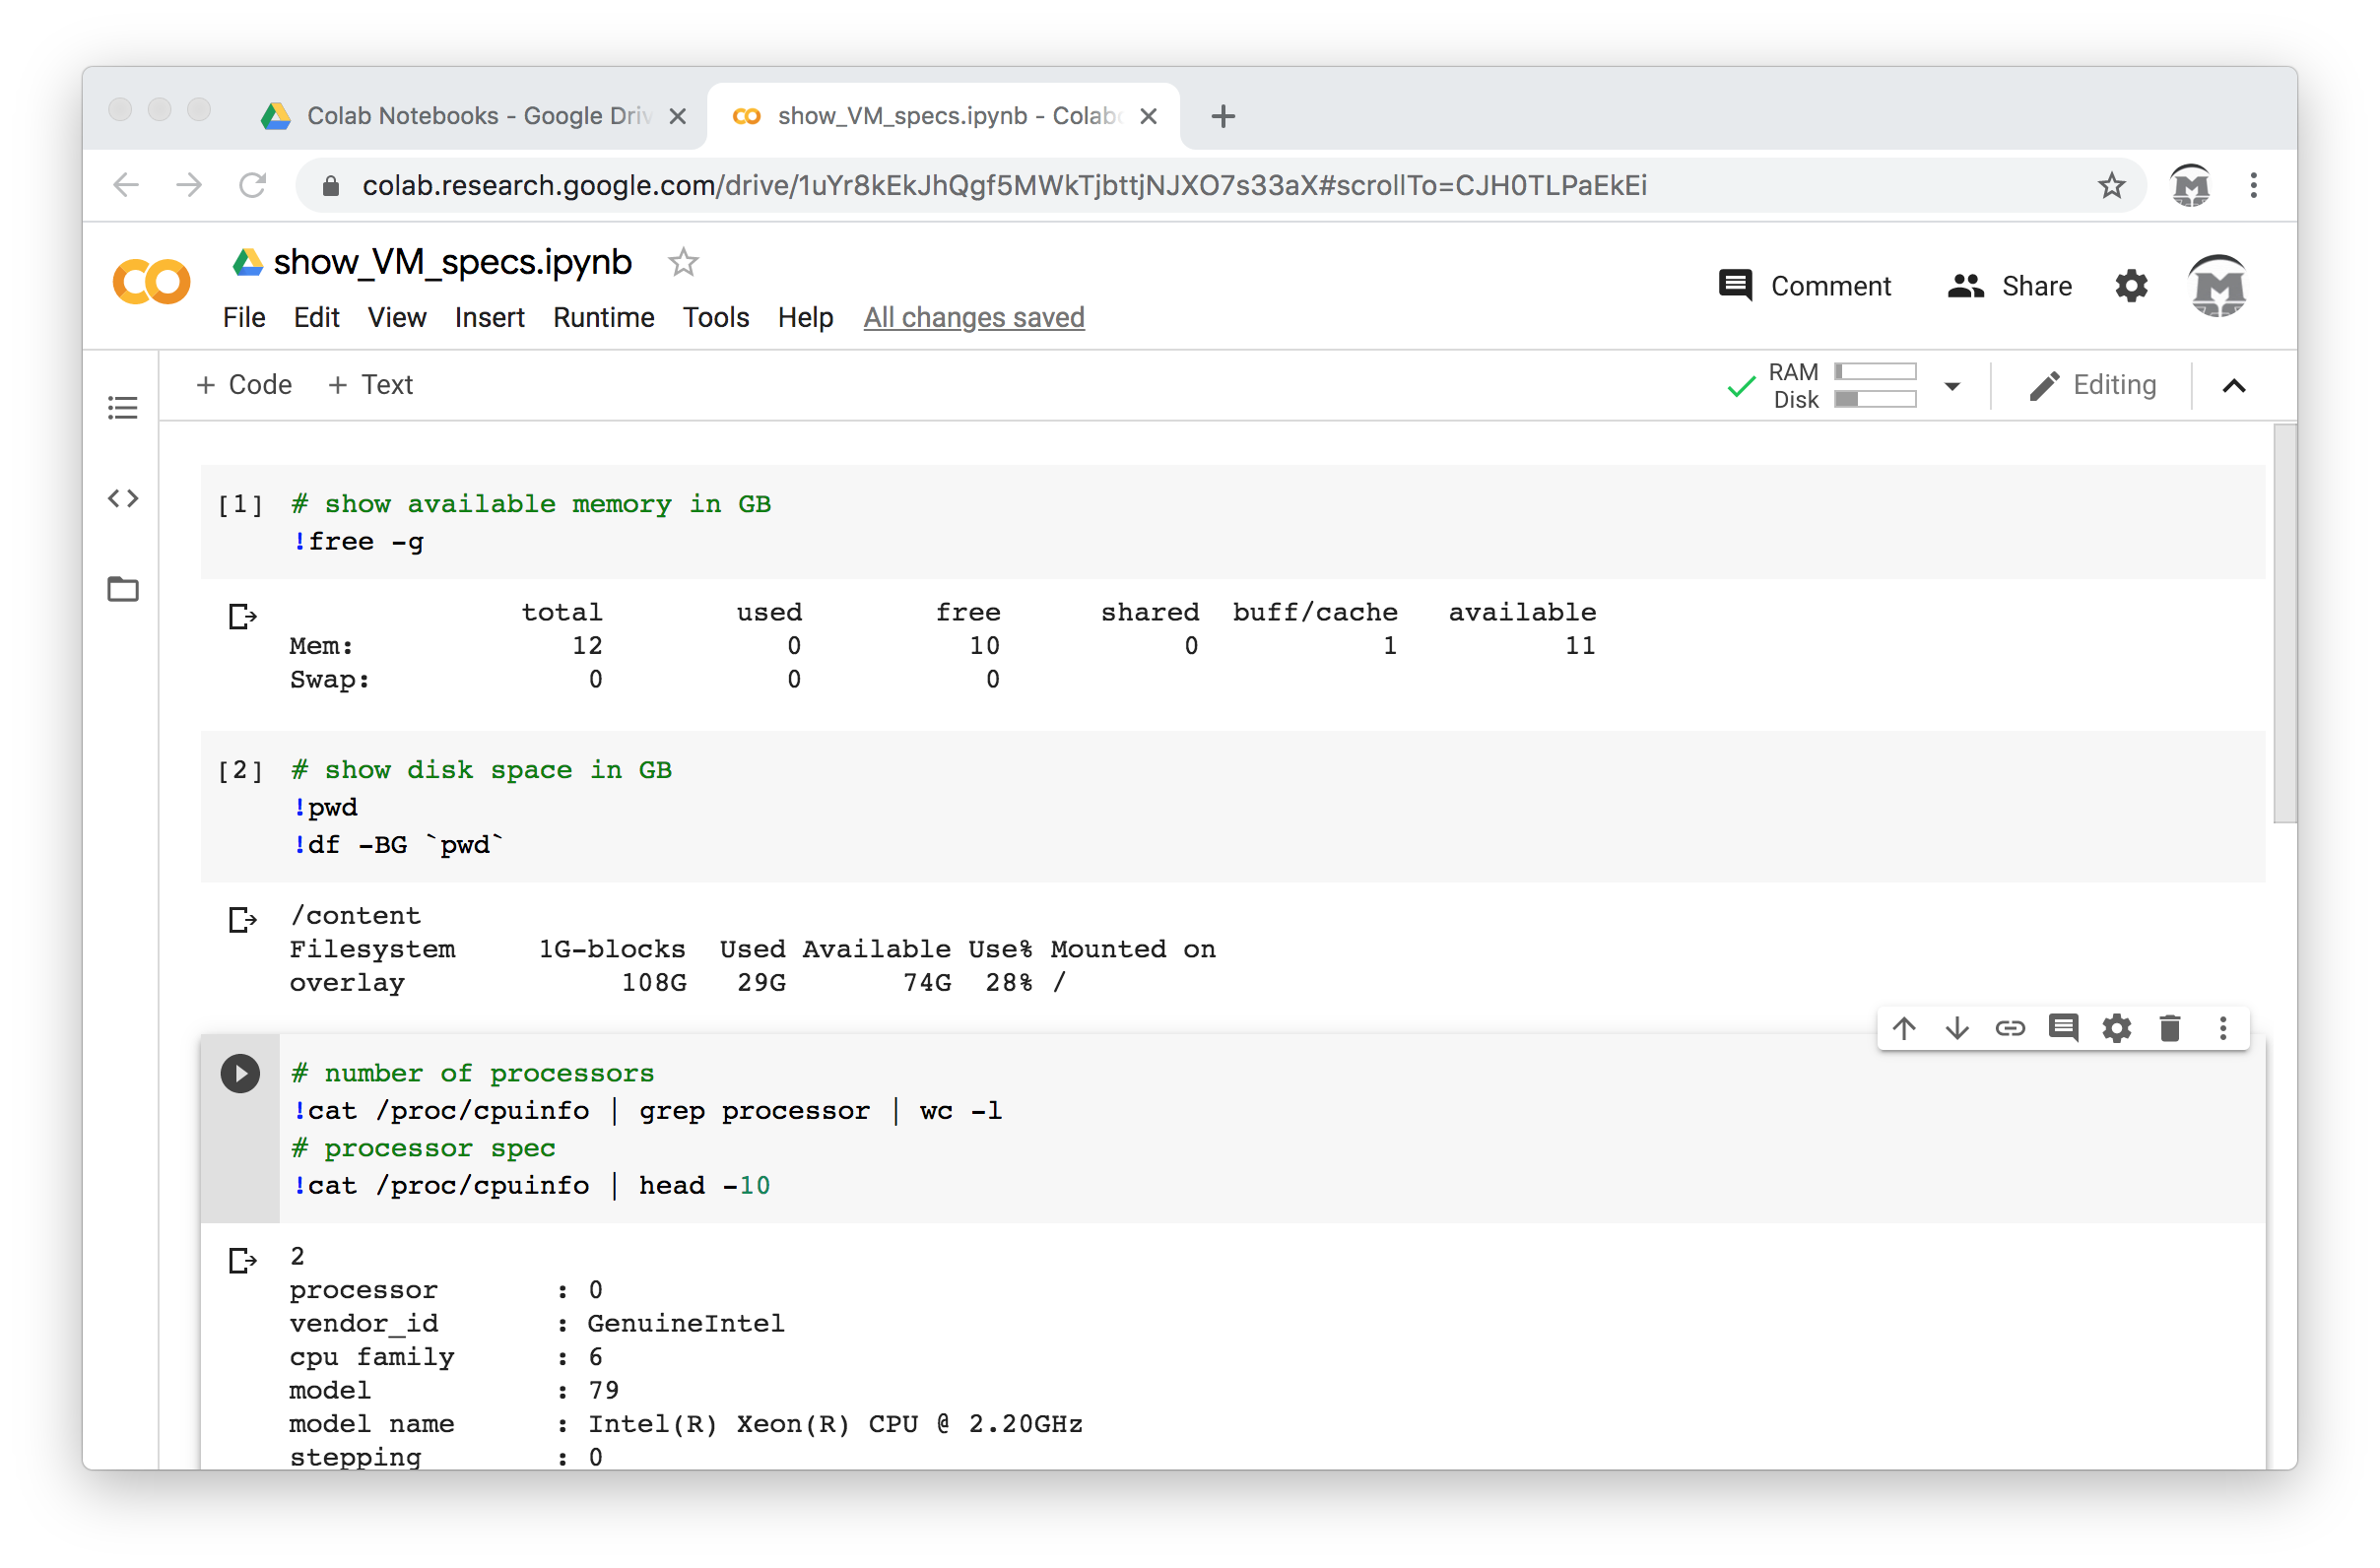 Colab Notebooks - Google Driv
show_VM_specs.ipynb - Colabo
colab.research.google.com/drive/1uYr8kEkJhQgf5MWkTjbttjNJXO7s33aX#scrollTo=CJH0TLPaEkEi
show_VM_specs.ipynb
Comment Share
File Edit View Insert Runtime Tools Help All changes saved
+ Code + Text
RAM
Disk
Editing
[1] # show available memory in GB
!free -g
total used free shared buff/cache available
Mem: 12 0 10 0 1 11
Swap: 0 0 0
[2] # show disk space in GB
!pwd
!df -BG `pwd`
/content
Filesystem 1G-blocks Used Available Use% Mounted on
overlay 108G 29G 74G 28% /
# number of processors
!cat /proc/cpuinfo | grep processor | wc -l
# processor spec
!cat /proc/cpuinfo | head -10
2
processor : 0
vendor_id : GenuineIntel
cpu family : 6
model : 79
model name : Intel(R) Xeon(R) CPU @ 2.20GHz
stepping : 0